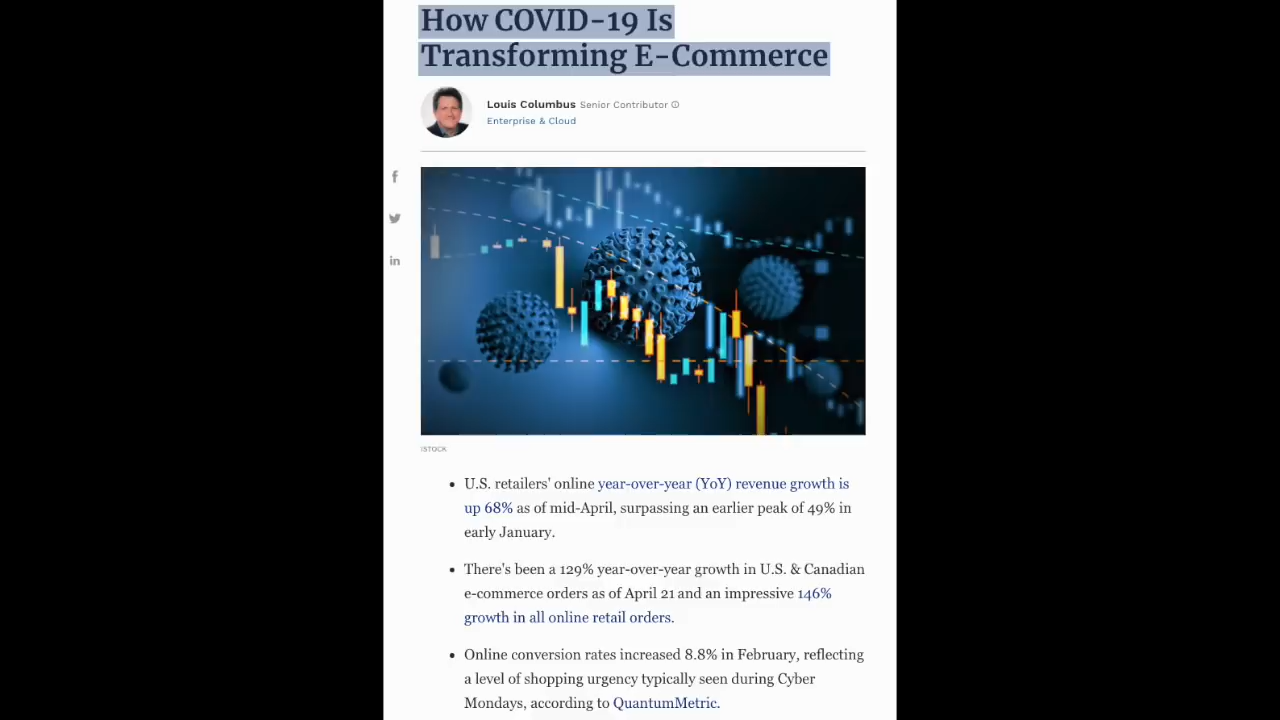 How COVID-19 Is
Transforming E-Commerce
Louis Columbus Senior Contributor
Enterprise & Cloud
f
in
ISTOCK
• U.S. retailers' online year-over-year (YoY) revenue growth is
up 68% as of mid-April, surpassing an earlier peak of 49% in
early January.
• There's been a 129% year-over-year growth in U.S. & Canadian
e-commerce orders as of April 21 and an impressive 146%
growth in all online retail orders.
• Online conversion rates increased 8.8% in February, reflecting
a level of shopping urgency typically seen during Cyber
Mondays, according to QuantumMetric.